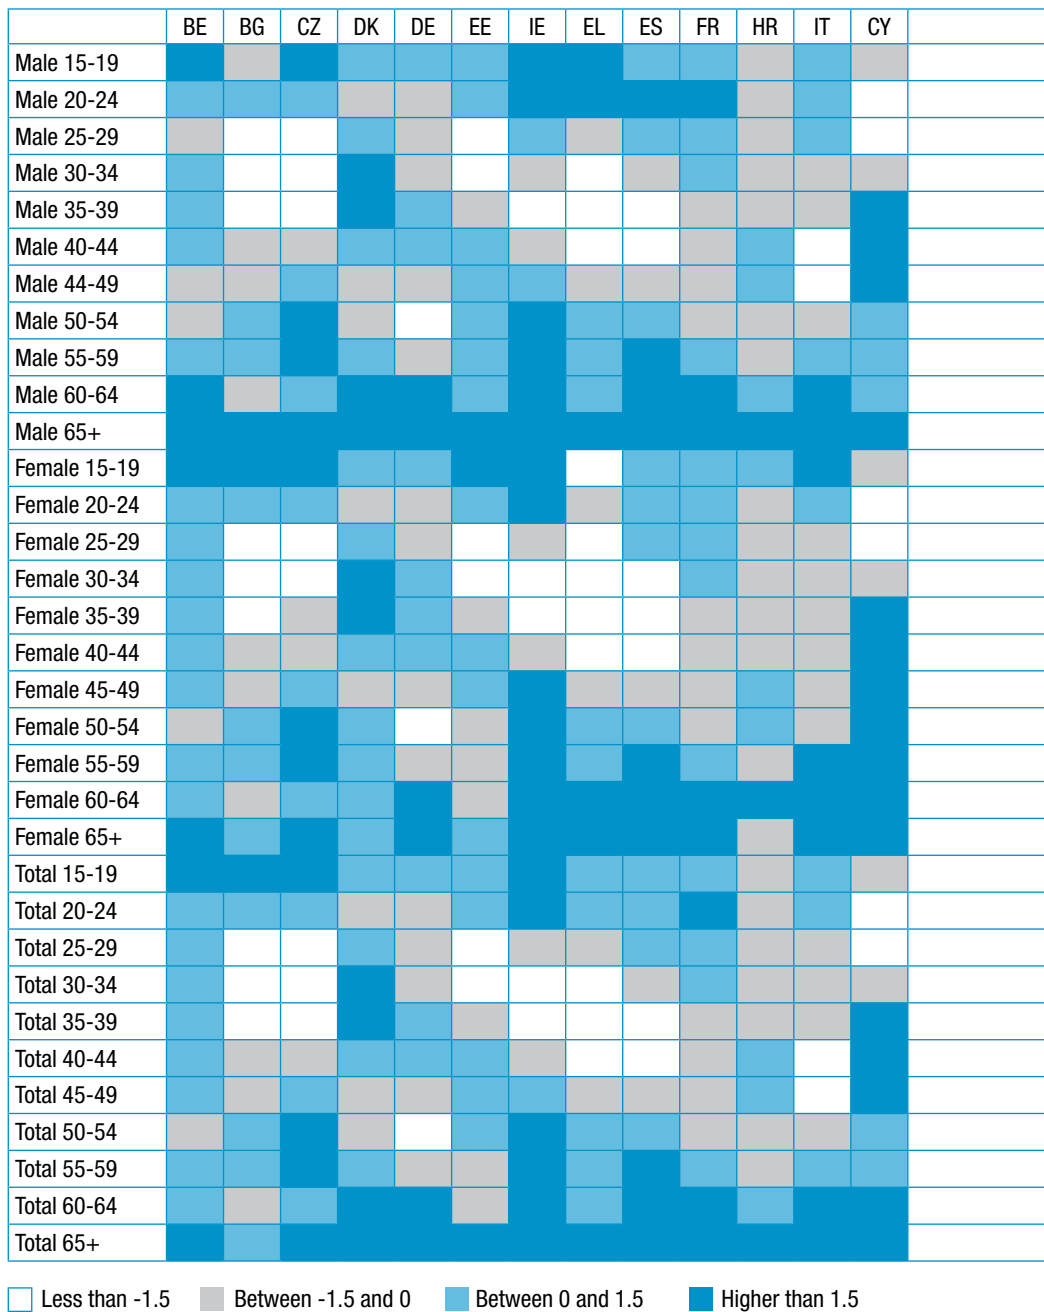 BE BG CZ DK DE EE IE EL ES FR HR IT CY
Male 15-19
Male 20-24
Male 25-29
Male 30-34
Male 35-39
Male 40-44
Male 44-49
Male 50-54
Male 55-59
Male 60-64
Male 65+
Female 15-19
Female 20-24
Female 25-29
Female 30-34
Female 35-39
Female 40-44
Female 45-49
Female 50-54
Female 55-59
Female 60-64
Female 65+
Total 15-19
Total 20-24
Total 25-29
Total 30-34
Total 35-39
Total 40-44
Total 45-49
Total 50-54
Total 55-59
Total 60-64
Total 65+
Less than -1.5 Between -1.5 and 0 Between 0 and 1.5 Higher than 1.5